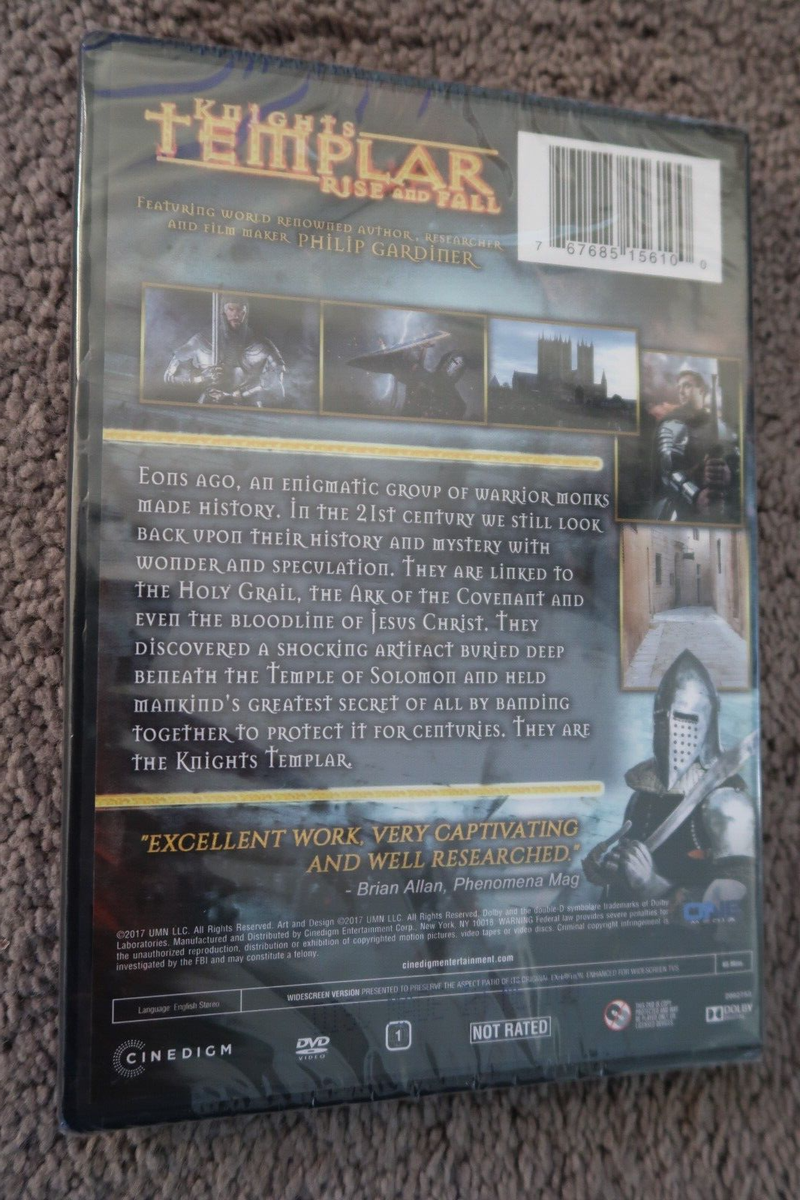 Knights
TEMPLAR
RISE AND FALL
Featuring world renowned author, researcher
and film maker PHILIP GARDINER
7 67685 15610 0
Eons ago, an enigmatic group of warrior monks
made history. In the 21st century we still look
back upon their history and mystery with
wonder and speculation. They are linked to
the Holy Grail, the Ark of the Covenant and
even the bloodline of Jesus Christ. They
discovered a shocking artifact buried deep
beneath the Temple of Solomon and held
mankind's greatest secret of all by banding
together to protect it for centuries. They are
the Knights Templar.
"EXCELLENT WORK, VERY CAPTIVATING
AND WELL RESEARCHED."
- Brian Allan, Phenomena Mag
©2017 UMN LLC. All Rights Reserved. Art and Design ©2017 UMN LLC. All Rights Reserved. Dolby and the double-D symbol are trademarks of Dolby
Laboratories. Manufactured and Distributed by Cinedigm Entertainment Corp., New York, NY 10018. WARNING: Federal law provides severe penalties for
the unauthorized reproduction, distribution or exhibition of copyrighted motion pictures, video tapes or video discs. Criminal copyright infringement is
investigated by the FBI and may constitute a felony.
cinedigmentertainment.com
Language: English Stereo
WIDESCREEN VERSION PRESENTED TO PRESERVE THE ASPECT RATIO OF ITS ORIGINAL ENHANCED FOR WIDESCREEN TVS
CINEDIGM
DVD
VIDEO
1
NOT RATED
DOLBY